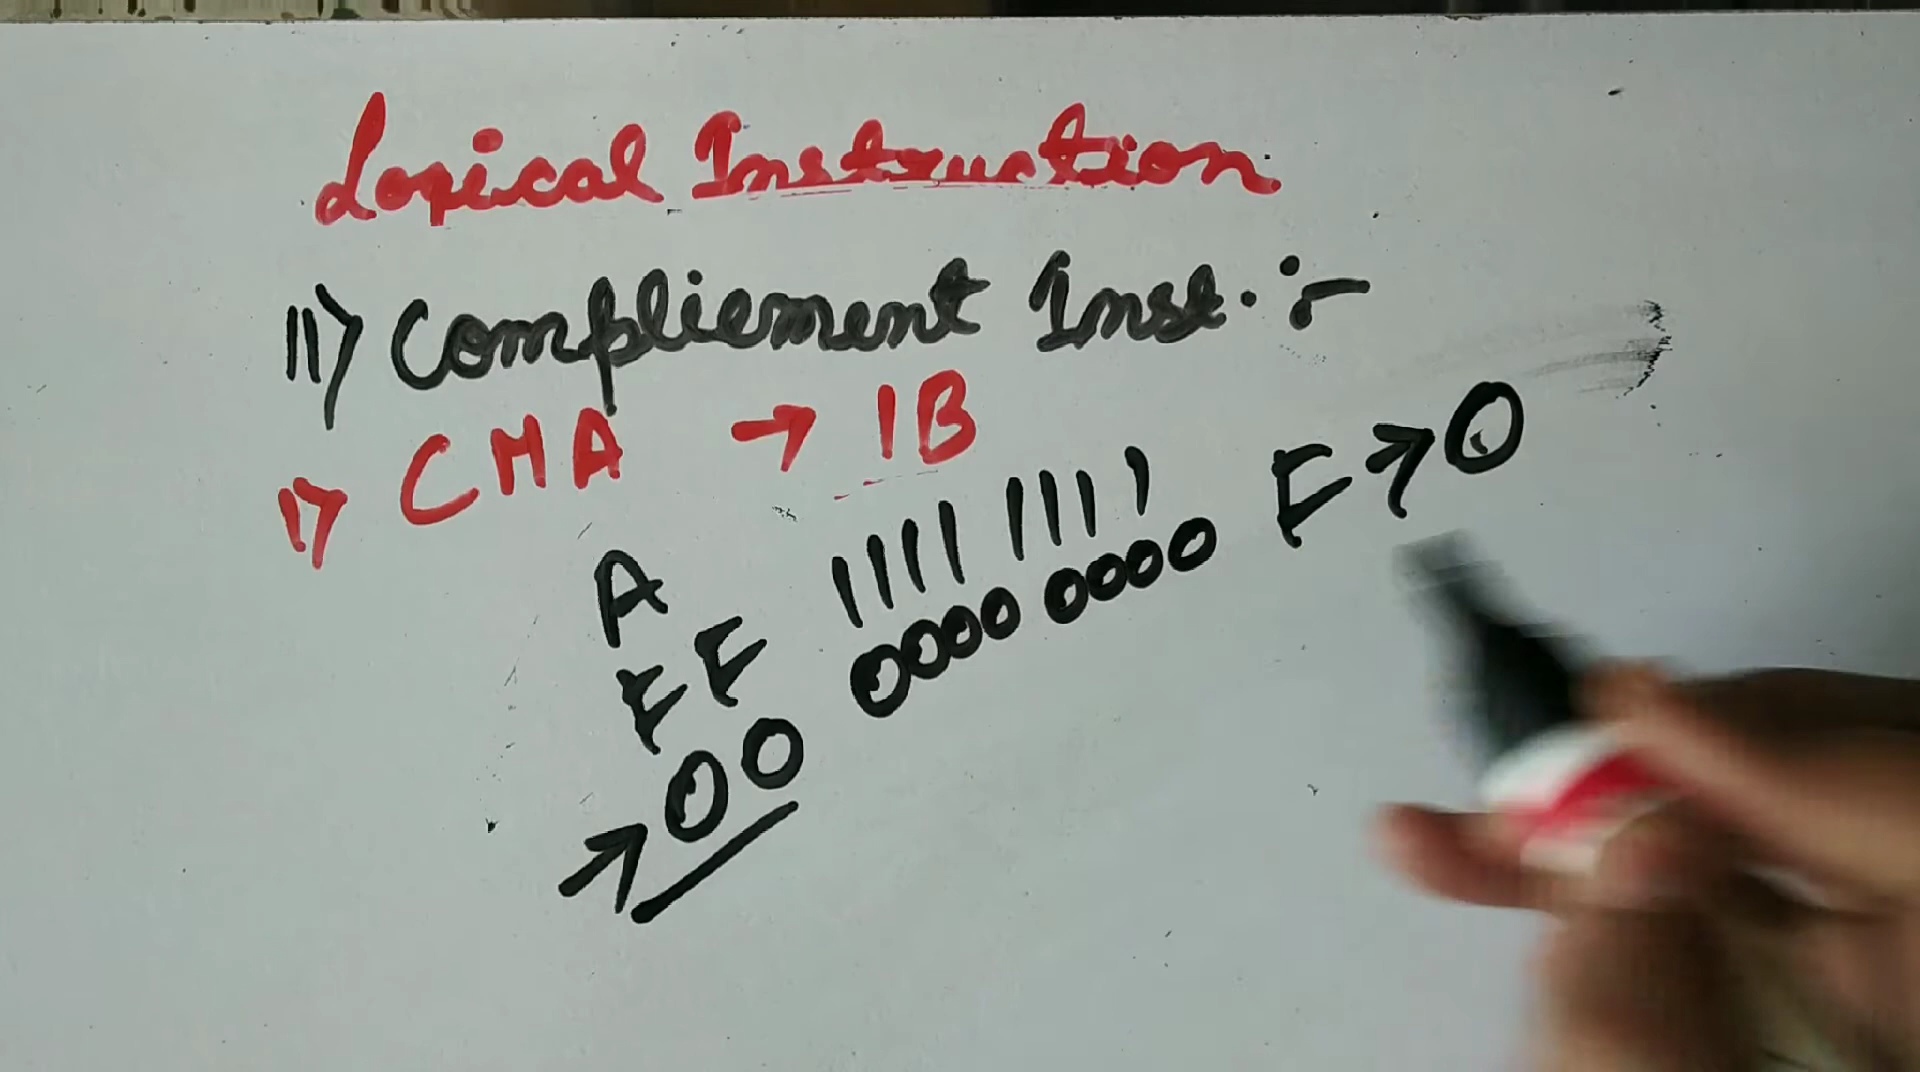 Logical Instruction
11) Compliement Inst. :-
1) CMA → 1B
A
FF 1111 1111 F → 0
00 0000 0000
→